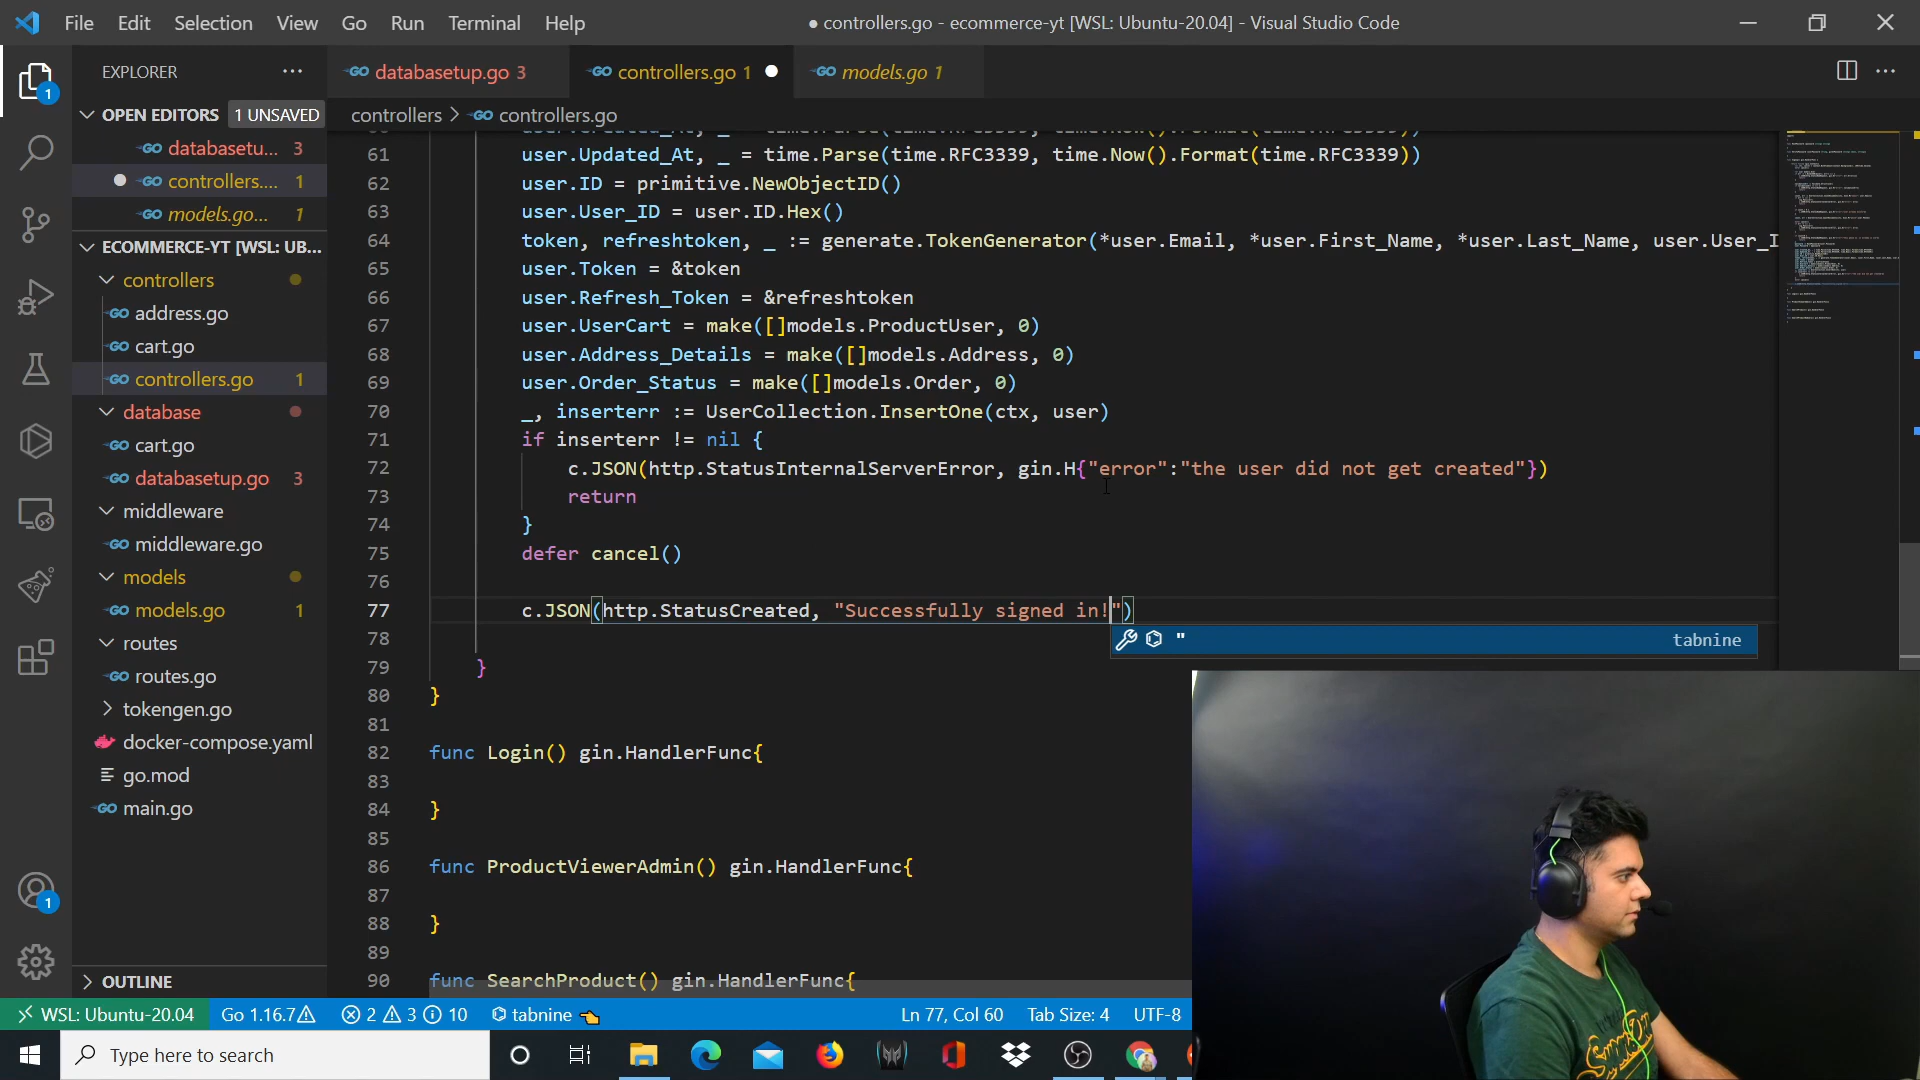 File Edit Selection View Go Run Terminal Help
● controllers.go - ecommerce-yt [WSL: Ubuntu-20.04] - Visual Studio Code
EXPLORER
databasetup.go 3
controllers.go 1
models.go 1
OPEN EDITORS 1 UNSAVED
controllers > controllers.go
databasetu... 3
controllers.... 1
models.go... 1
ECOMMERCE-YT [WSL: UB...
controllers
address.go
cart.go
controllers.go 1
database
cart.go
databasetup.go 3
middleware
middleware.go
models
models.go 1
routes
routes.go
tokengen.go
docker-compose.yaml
go.mod
main.go
OUTLINE
61 user.Updated_At, _ = time.Parse(time.RFC3339, time.Now().Format(time.RFC3339))
62 user.ID = primitive.NewObjectID()
63 user.User_ID = user.ID.Hex()
64 token, refreshtoken, _ := generate.TokenGenerator(*user.Email, *user.First_Name, *user.Last_Name, user.User_I
65 user.Token = &token
66 user.Refresh_Token = &refreshtoken
67 user.UserCart = make([]models.ProductUser, 0)
68 user.Address_Details = make([]models.Address, 0)
69 user.Order_Status = make([]models.Order, 0)
70 _, inserterr := UserCollection.InsertOne(ctx, user)
71 if inserterr != nil {
72 c.JSON(http.StatusInternalServerError, gin.H{"error":"the user did not get created"})
73 return
74 }
75 defer cancel()
76
77 c.JSON(http.StatusCreated, "Successfully signed in!")
" tabnine
78
79 }
80 }
81
82 func Login() gin.HandlerFunc{
83
84 }
85
86 func ProductViewerAdmin() gin.HandlerFunc{
87
88 }
89
90 func SearchProduct() gin.HandlerFunc{
1
1
WSL: Ubuntu-20.04 Go 1.16.7 2 3 10 tabnine Ln 77, Col 60 Tab Size: 4 UTF-8
Type here to search